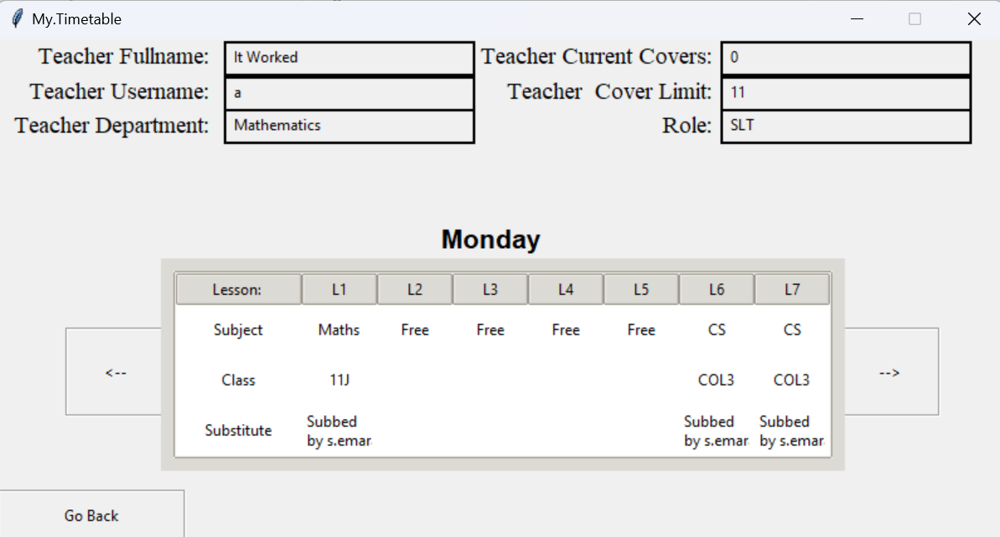 My.Timetable
Teacher Fullname: It Worked Teacher Current Covers: 0
Teacher Username: a Teacher Cover Limit: 11
Teacher Department: Mathematics Role: SLT
Monday
Lesson: L1 L2 L3 L4 L5 L6 L7
Subject Maths Free Free Free Free CS CS
<-- -->
Class 11J COL3 COL3
Subbed Subbed Subbed
Substitute
by s.emar by s.emar by s.emar
Go Back